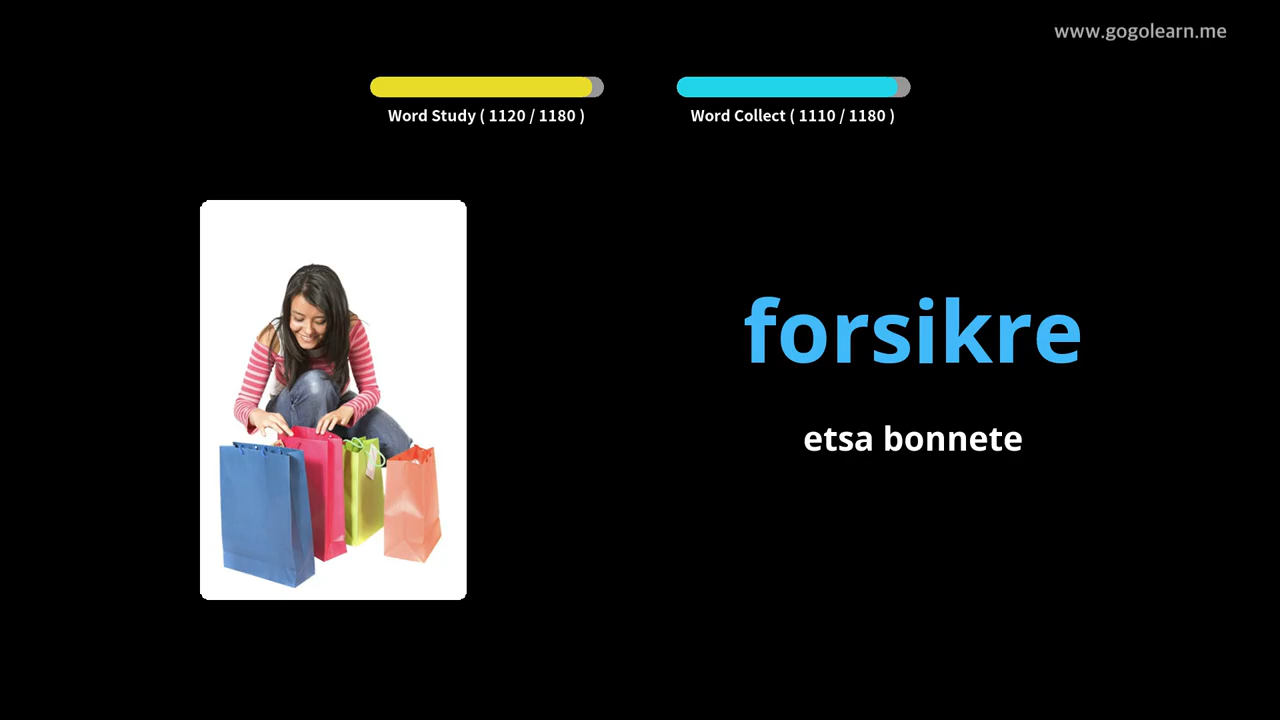 www.gogolearn.me
Word Study ( 1120 / 1180 )
Word Collect ( 1110 / 1180 )
forsikre
etsa bonnete